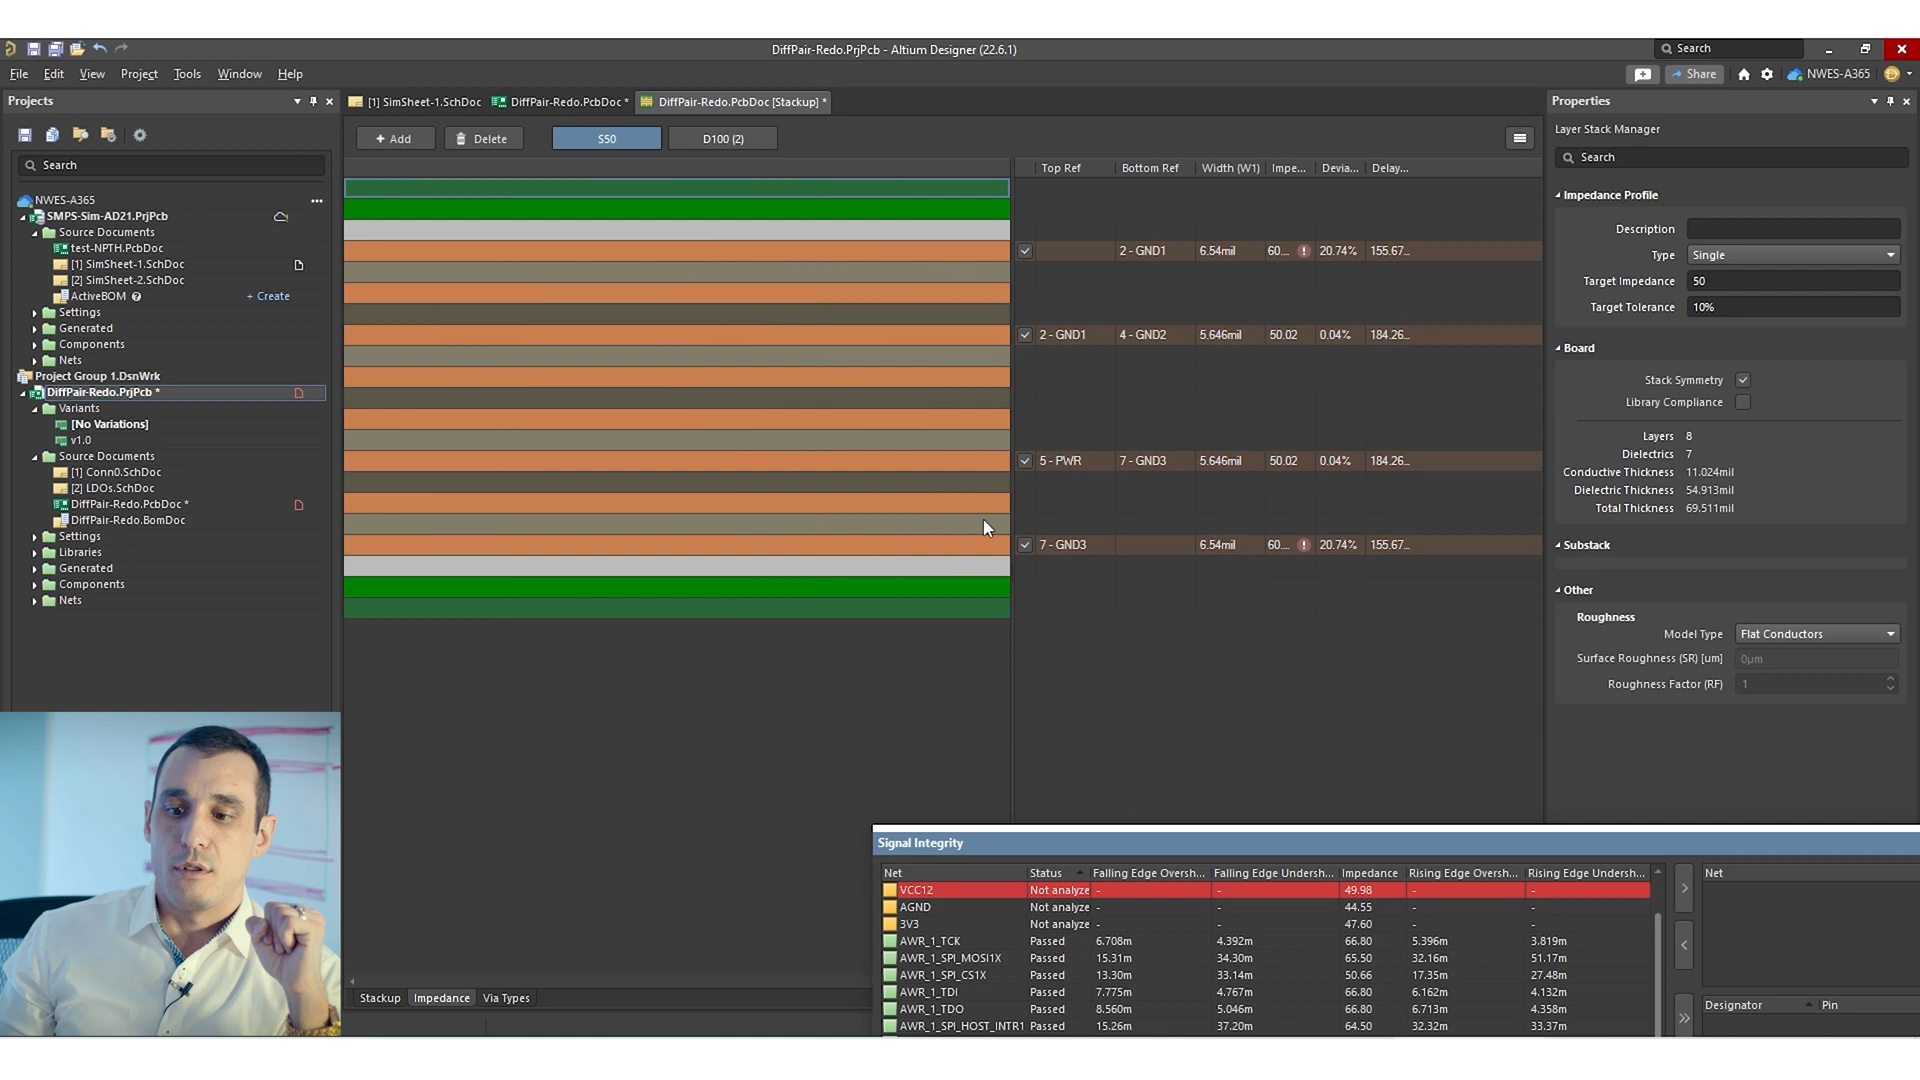 DiffPair-Redo.PrjPcb - Altium Designer (22.6.1)
Search
File Edit View Project Tools Window Help
Share
NWES-A365
Projects
[1] SimSheet-1.SchDoc
DiffPair-Redo.PcbDoc *
DiffPair-Redo.PcbDoc [Stackup] *
Properties
Search
NWES-A365
SMPS-Sim-AD21.PrjPcb
Source Documents
test-NPTH.PcbDoc
[1] SimSheet-1.SchDoc
[2] SimSheet-2.SchDoc
ActiveBOM
+ Create
Settings
Generated
Components
Nets
Project Group 1.DsnWrk
DiffPair-Redo.PrjPcb *
Variants
[No Variations]
v1.0
Source Documents
[1] Conn0.SchDoc
[2] LDOs.SchDoc
DiffPair-Redo.PcbDoc *
DiffPair-Redo.BomDoc
Settings
Libraries
Generated
Components
Nets
+ Add
Delete
S50
D100 (2)
Top Ref Bottom Ref Width (W1) Impe... Devia... Delay...
2 - GND1 6.54mil 60.... 20.74% 155.67...
2 - GND1 4 - GND2 5.646mil 50.02 0.04% 184.26...
5 - PWR 7 - GND3 5.646mil 50.02 0.04% 184.26...
7 - GND3 6.54mil 60.... 20.74% 155.67...
Stackup Impedance Via Types
Layer Stack Manager
Search
Impedance Profile
Description
Type Single
Target Impedance 50
Target Tolerance 10%
Board
Stack Symmetry
Library Compliance
Layers 8
Dielectrics 7
Conductive Thickness 11.024mil
Dielectric Thickness 54.913mil
Total Thickness 69.511mil
Substack
Other
Roughness
Model Type Flat Conductors
Surface Roughness (SR) [um] 0µm
Roughness Factor (RF) 1
Signal Integrity
Net Status Falling Edge Oversh... Falling Edge Undersh... Impedance Rising Edge Oversh... Rising Edge Undersh...
VCC12 Not analyze - - 49.98 - -
AGND Not analyze - - 44.55 - -
3V3 Not analyze - - 47.60 - -
AWR_1_TCK Passed 6.708m 4.392m 66.80 5.396m 3.819m
AWR_1_SPI_MOSI1X Passed 15.31m 34.30m 65.50 32.16m 51.17m
AWR_1_SPI_CS1X Passed 13.30m 33.14m 50.66 17.35m 27.48m
AWR_1_TDI Passed 7.775m 4.767m 66.80 6.162m 4.132m
AWR_1_TDO Passed 8.560m 5.046m 66.80 6.713m 4.358m
AWR_1_SPI_HOST_INTR1 Passed 15.26m 37.20m 64.50 32.32m 33.37m
Net
Designator Pin